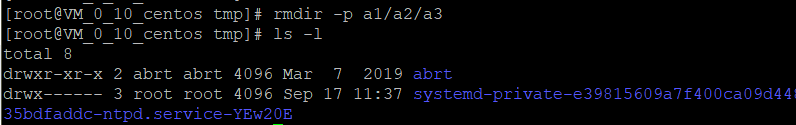 [root@VM_0_10_centos tmp]# rmdir -p a1/a2/a3
[root@VM_0_10_centos tmp]# ls -l
total 8
drwxr-xr-x 2 abrt abrt 4096 Mar  7  2019 abrt
drwx------ 3 root root 4096 Sep 17 11:37 systemd-private-e39815609a7f400ca09d448
35bdfaddc-ntpd.service-YEw20E